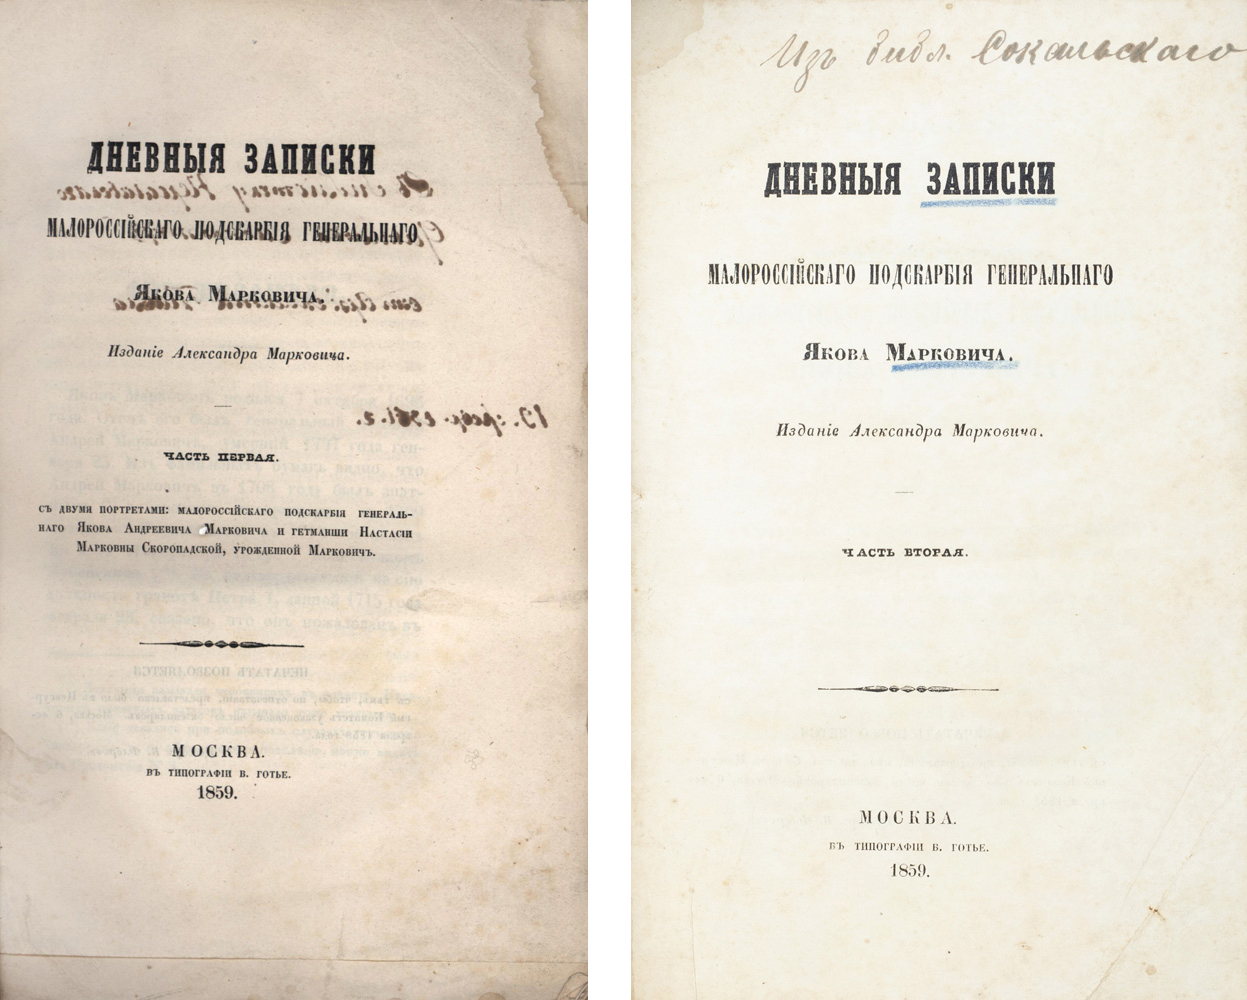 ДНЕВНЫЯ ЗАПИСКИ
МАЛОРОССІЙСКАГО ПОДСКАРБІЯ ГЕНЕРАЛЬНАГО
ЯКОВА МАРКОВИЧА.
Изданіе Александра Марковича.
ЧАСТЬ ПЕРВАЯ.
СЪ ДВУМЯ ПОРТРЕТАМИ: МАЛОРОССІЙСКАГО ПОДСКАРБІЯ ГЕНЕРАЛЬ-
НАГО ЯКОВА АНДРЕЕВИЧА МАРКОВИЧА И ГЕТМАНШИ НАСТАСІИ
МАРКОВНЫ СКОРОПАДСКОЙ, УРОЖДЕННОЙ МАРКОВИЧЪ.
МОСКВА.
ВЪ ТИПОГРАФІИ В. ГОТЬЕ.
1859.
Изъ библ. Сокальскаго
ДНЕВНЫЯ ЗАПИСКИ
МАЛОРОССІЙСКАГО ПОДСКАРБІЯ ГЕНЕРАЛЬНАГО
ЯКОВА МАРКОВИЧА.
Изданіе Александра Марковича.
ЧАСТЬ ВТОРАЯ.
МОСКВА.
ВЪ ТИПОГРАФІИ В. ГОТЬЕ.
1859.